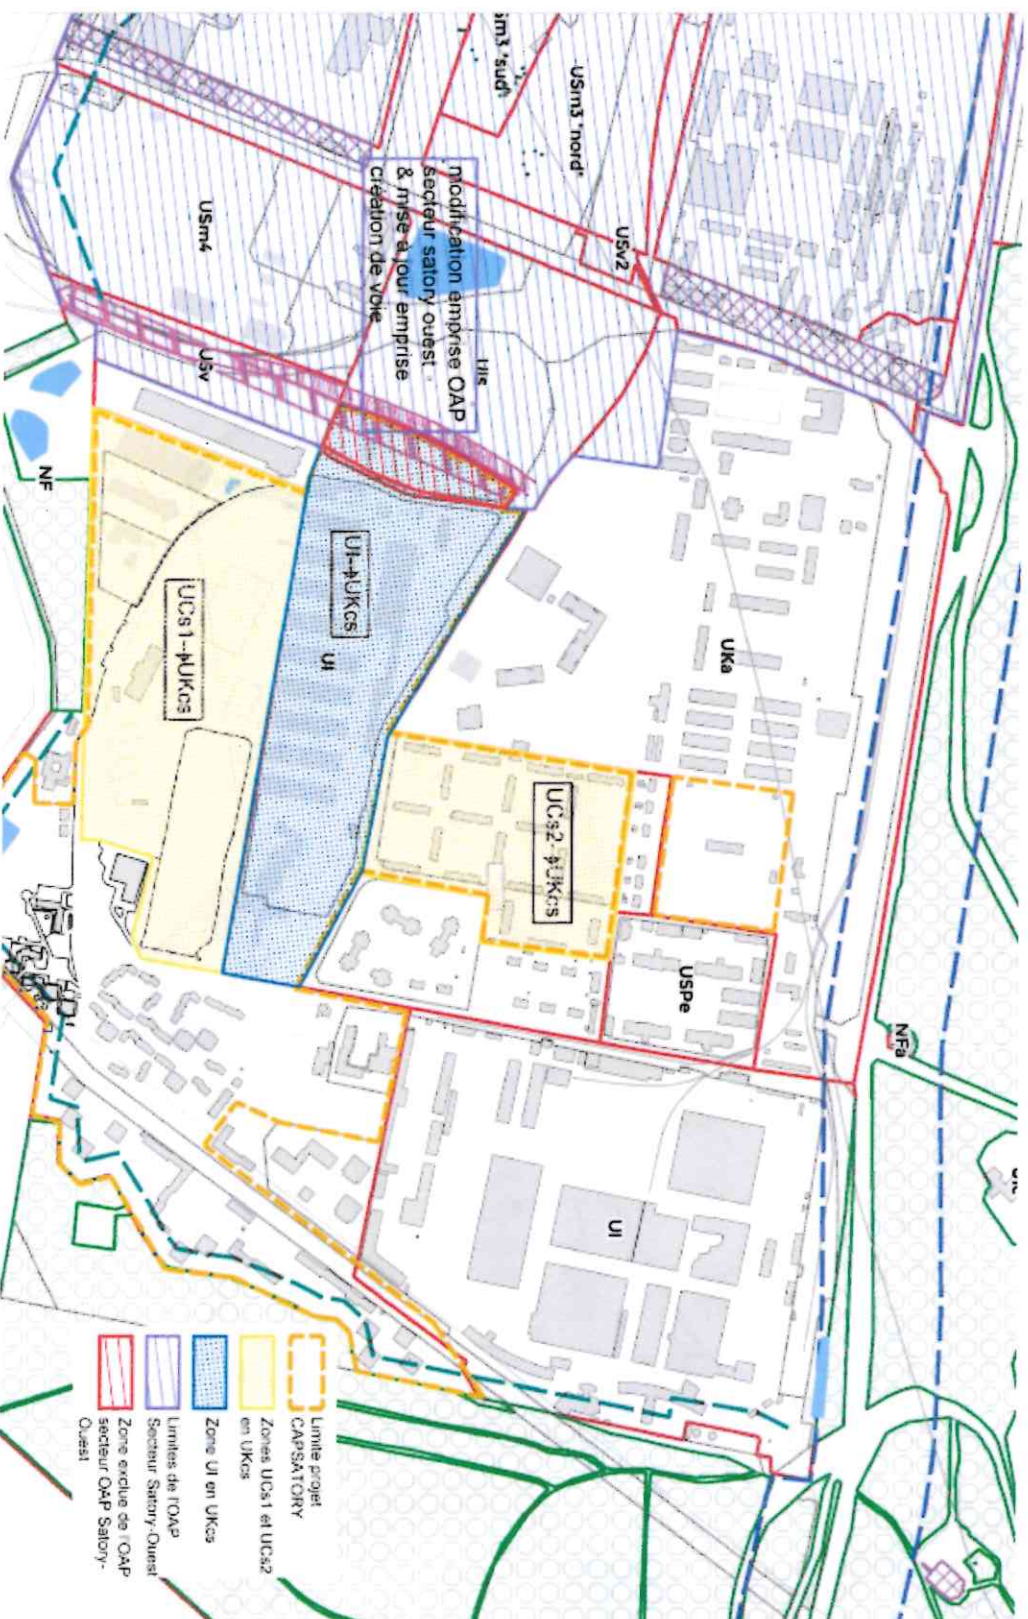 USm3 "nord"
USv2
USm4
modification emprise OAP
secteur satory ouest -
& mise à jour emprise
création de voie
USv
NF
UKa
UI→UKcs
UI
UCs1→UKcs
UCs2→UKcs
USPe
NFa
UI
Limite projet
CAPSATORY
Zones UCs1 et UCs2
en UKcs
Zone UI en UKcs
Limites de l'OAP
Secteur Satory-Ouest
Zone exclue de l'OAP
secteur OAP Satory-
Ouest